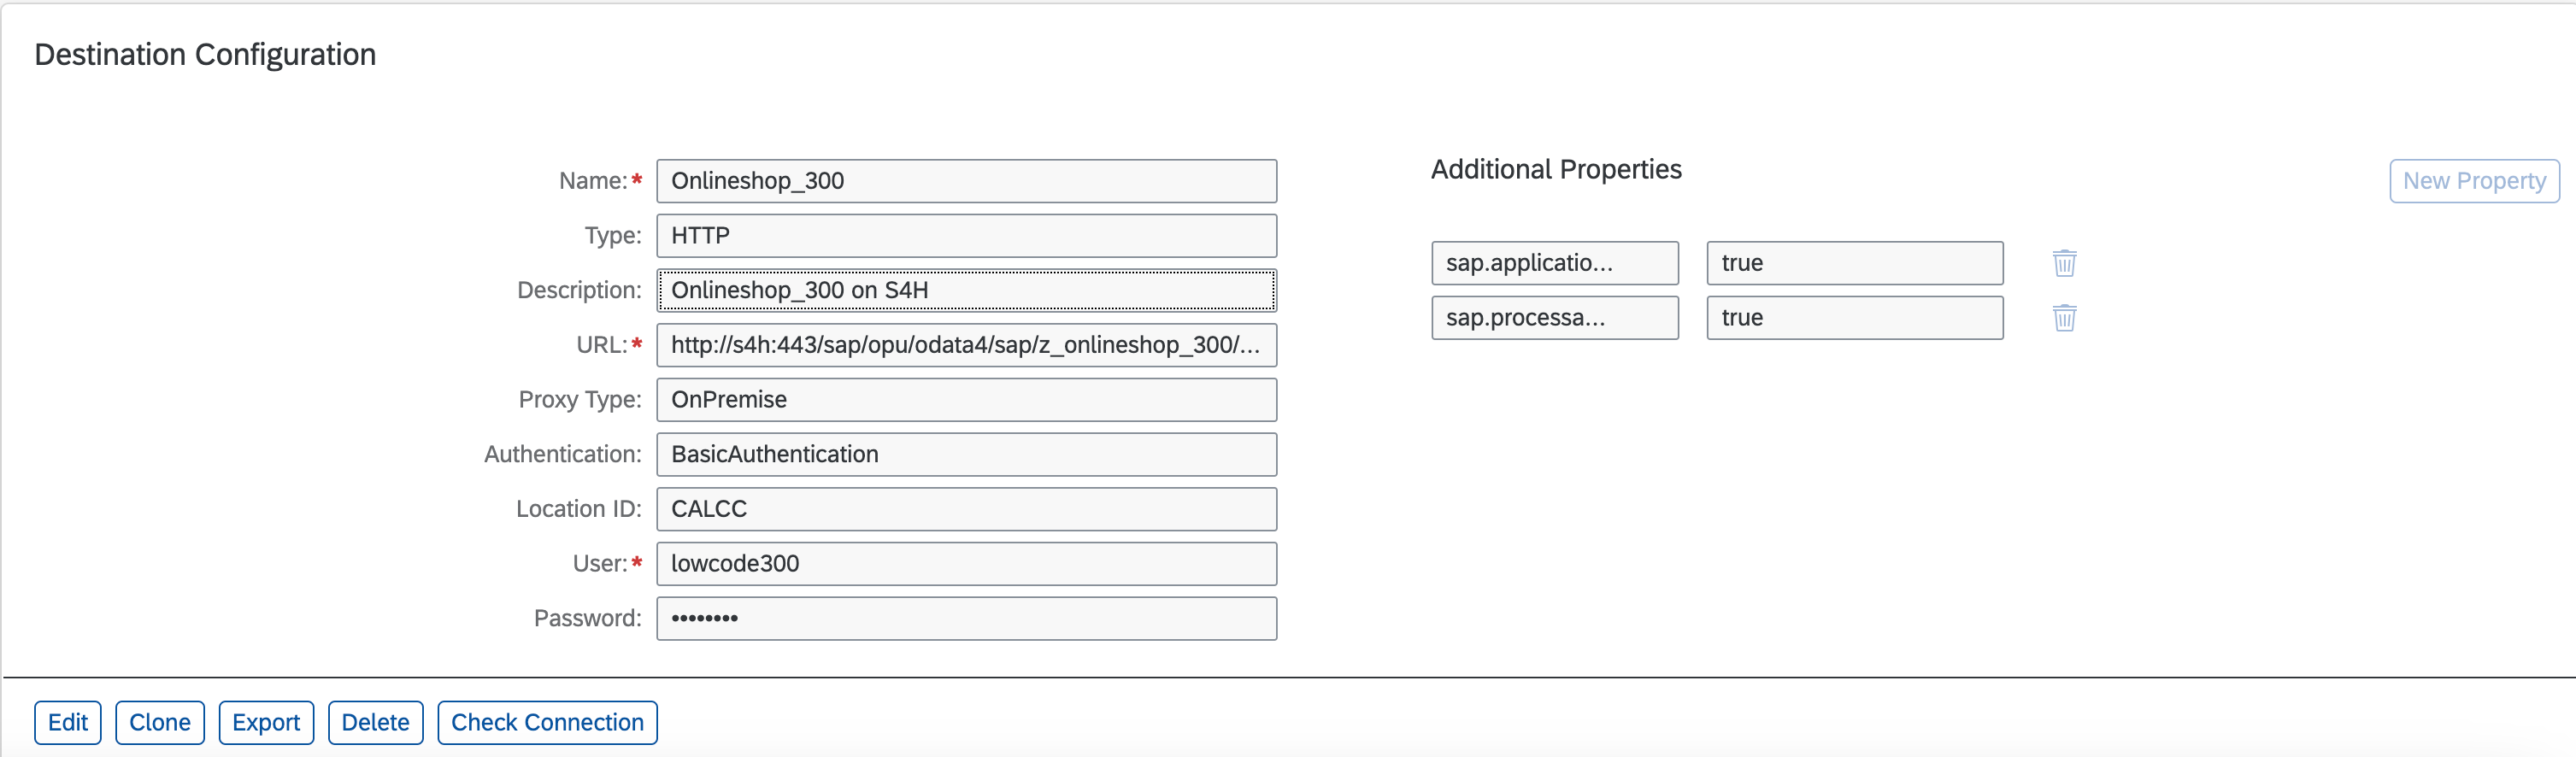 Destination Configuration
Name:* Onlineshop_300
Type: HTTP
Description: Onlineshop_300 on S4H
URL:* http://s4h:443/sap/opu/odata4/sap/z_onlineshop_300/...
Proxy Type: OnPremise
Authentication: BasicAuthentication
Location ID: CALCC
User:* lowcode300
Password: ••••••••
Additional Properties
New Property
sap.applicatio... true
sap.processa... true
Edit Clone Export Delete Check Connection